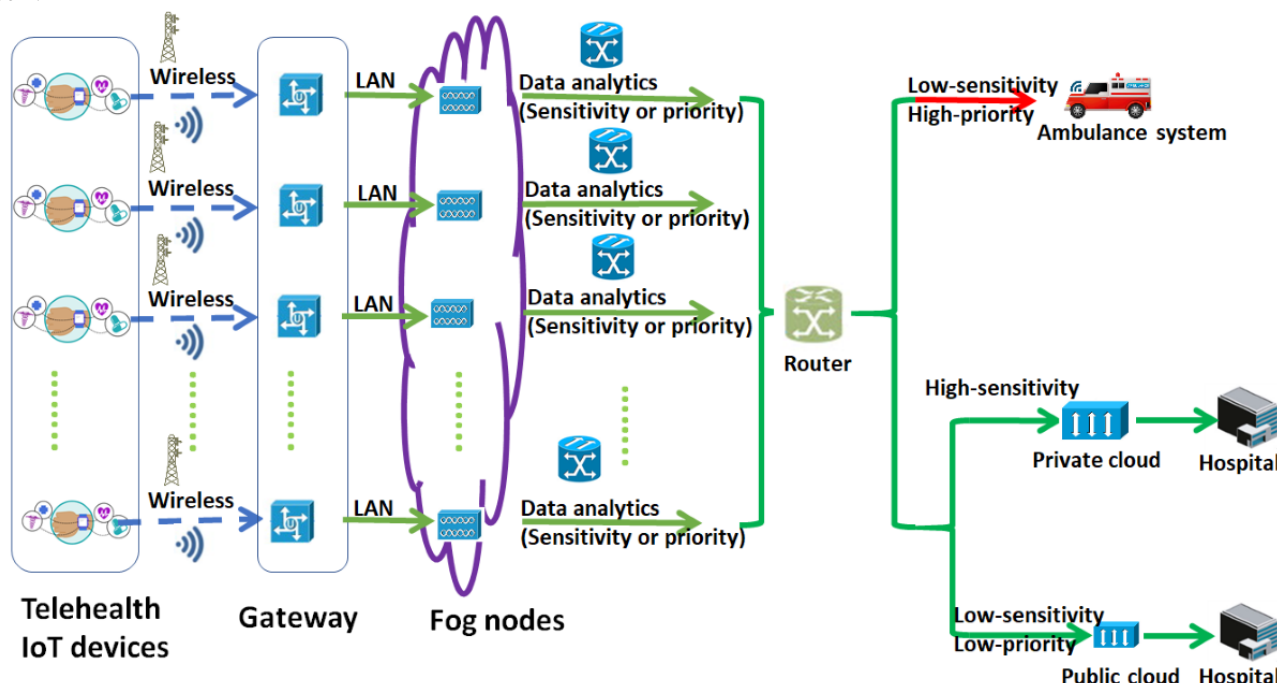 Wireless
LAN
Data analytics
(Sensitivity or priority)
Low-sensitivity
High-priority
Ambulance system
Wireless
LAN
Data analytics
(Sensitivity or priority)
Wireless
LAN
Data analytics
(Sensitivity or priority)
Router
High-sensitivity
Private cloud
Hospital
Wireless
LAN
Data analytics
(Sensitivity or priority)
Telehealth
IoT devices
Gateway
Fog nodes
Low-sensitivity
Low-priority
Public cloud
Hospital